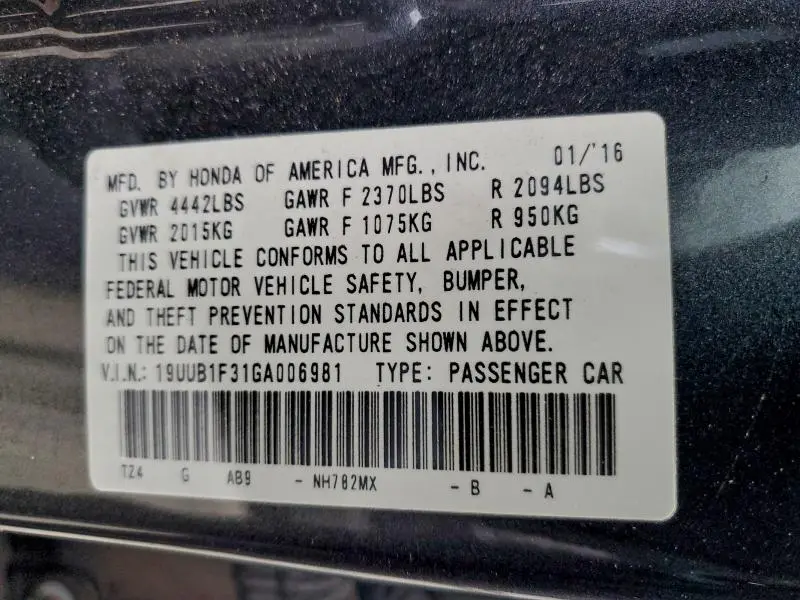 MFD. BY HONDA OF AMERICA MFG., INC. 01/'16
GVWR 4442LBS GAWR F 2370LBS R 2094LBS
GVWR 2015KG GAWR F 1075KG R 950KG
THIS VEHICLE CONFORMS TO ALL APPLICABLE
FEDERAL MOTOR VEHICLE SAFETY, BUMPER,
AND THEFT PREVENTION STANDARDS IN EFFECT
ON THE DATE OF MANUFACTURE SHOWN ABOVE.
V.I.N.: 19UUB1F31GA006981 TYPE: PASSENGER CAR
TZ4 G AB9 - NH782MX - B - A